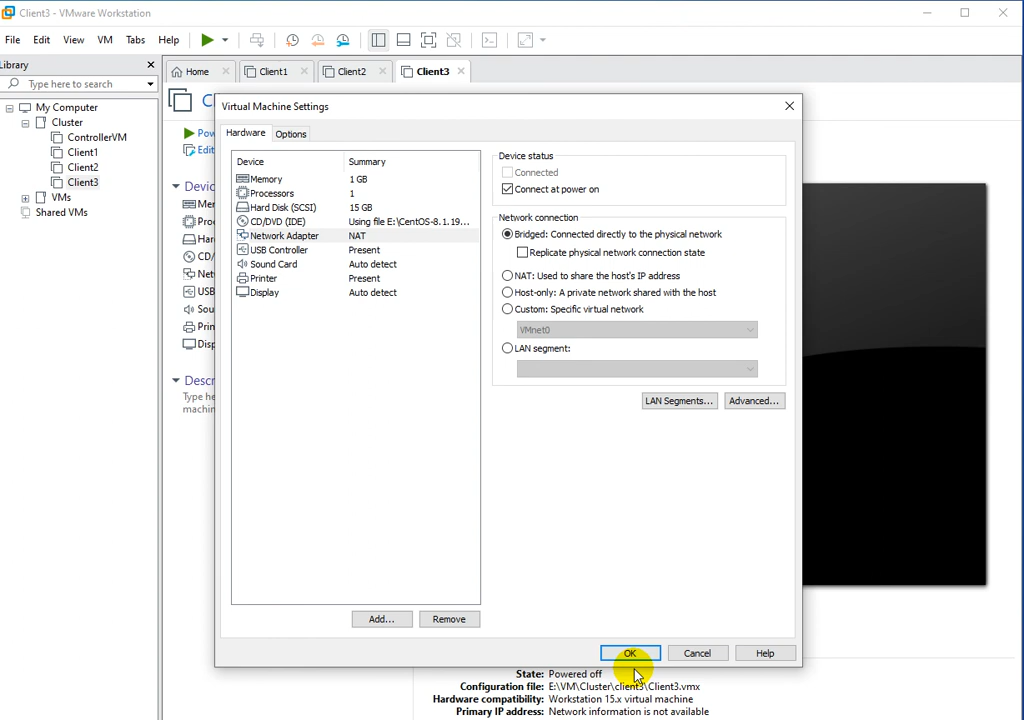 Client3 - VMware Workstation
File Edit View VM Tabs Help
Library
Type here to search
Home Client1 Client2 Client3
My Computer
Cluster
ControllerVM
Client1
Client2
Client3
VMs
Shared VMs
Virtual Machine Settings
Hardware Options
Device Summary
Memory 1 GB
Processors 1
Hard Disk (SCSI) 15 GB
CD/DVD (IDE) Using file E:\CentOS-8.1.19...
Network Adapter NAT
USB Controller Present
Sound Card Auto detect
Printer Present
Display Auto detect
Add... Remove
Device status
Connected
Connect at power on
Network connection
Bridged: Connected directly to the physical network
Replicate physical network connection state
NAT: Used to share the host's IP address
Host-only: A private network shared with the host
Custom: Specific virtual network
VMnet0
LAN segment:
LAN Segments... Advanced...
OK Cancel Help
State: Powered off
Configuration file: E:\VM\Cluster\client3\Client3.vmx
Hardware compatibility: Workstation 15.x virtual machine
Primary IP address: Network information is not available